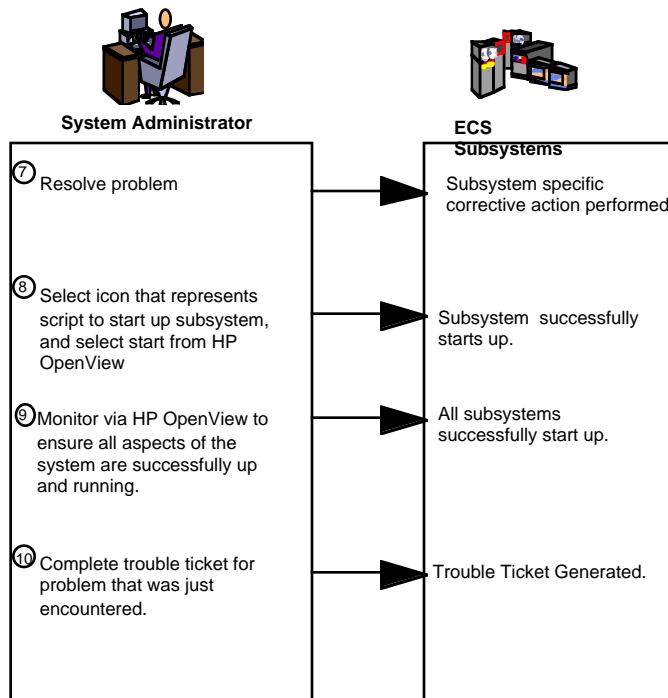 System Administrator
ECS
Subsystems
7
Resolve problem
Subsystem specific
corrective action performed
8
Select icon that represents
script to start up subsystem,
and select start from HP
OpenView
Subsystem successfully
starts up.
9
Monitor via HP OpenView to
ensure all aspects of the
system are successfully up
and running.
All subsystems
successfully start up.
10
Complete trouble ticket for
problem that was just
encountered.
Trouble Ticket Generated.